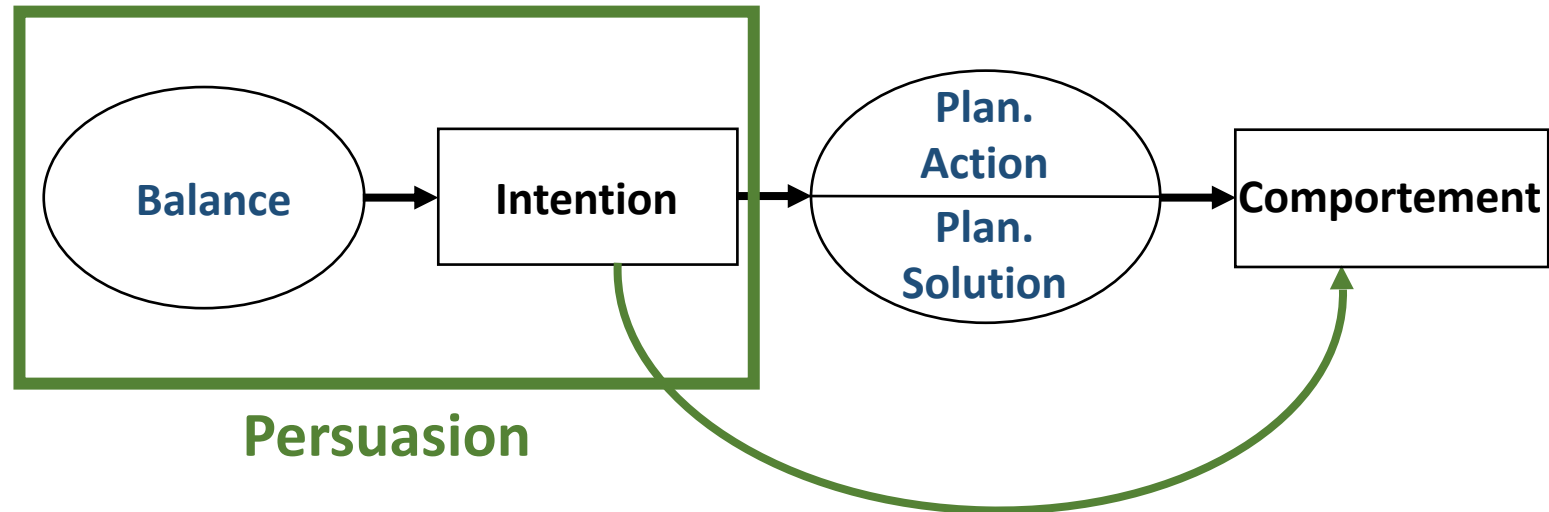 Balance
Intention
Plan.
Action
Plan.
Solution
Comportement
Persuasion